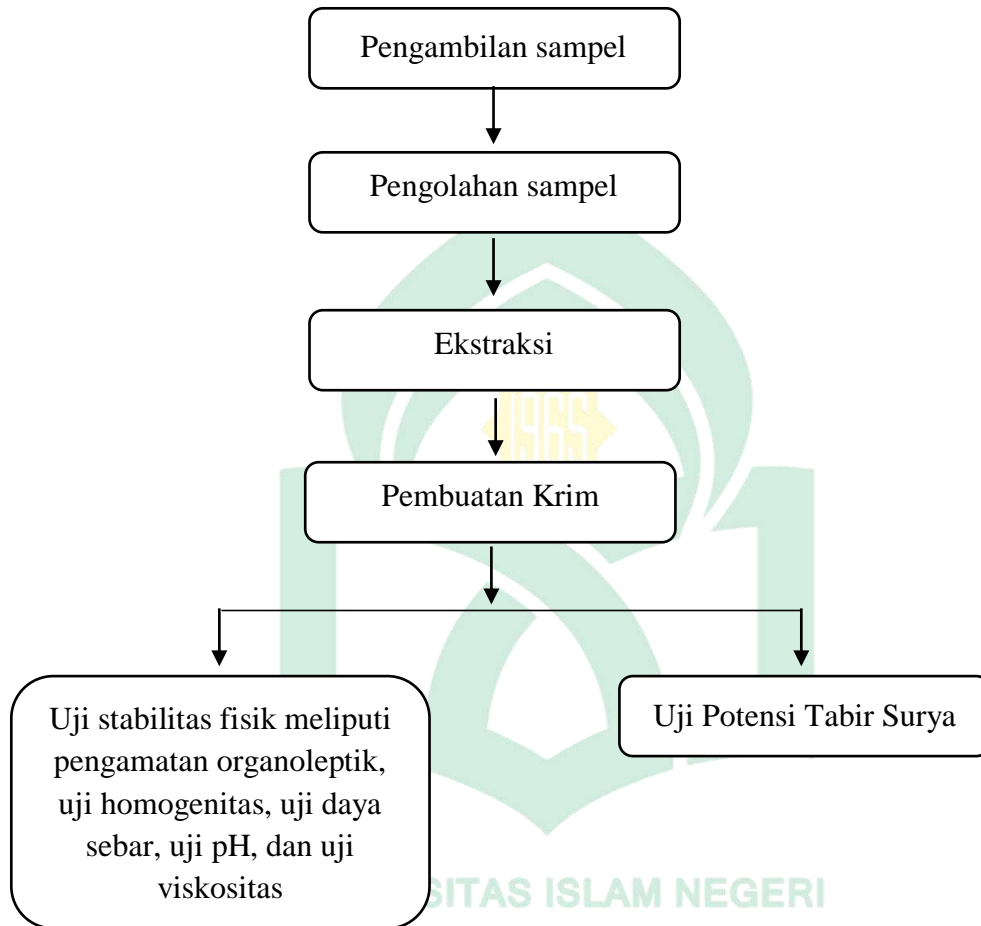 Pengambilan sampel
Pengolahan sampel
Ekstraksi
1965
Pembuatan Krim
Uji stabilitas fisik meliputi
pengamatan organoleptik,
uji homogenitas, uji daya
sebar, uji pH, dan uji
viskositas
Uji Potensi Tabir Surya
SITAS ISLAM NEGERI